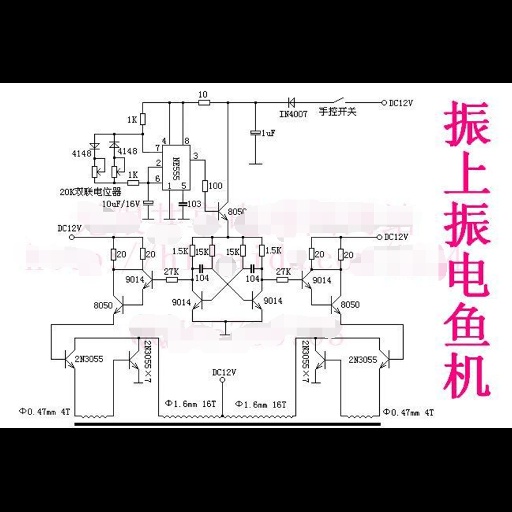 振上振电鱼机
10
DC12V
IN4007
手控开关
1K
1uF
4148
4148
7
4
8
2
6
3
NE555
1
5
1K
100
20K双联电位器
10uF/16V
103
8050
DC12V
DC12V
20
20
1.5K
15K
15K
1.5K
20
20
9014
27K
104
104
27K
9014
8050
9014
9014
8050
2N3055
2N3055×7
DC12V
2N3055×7
2N3055
Φ0.47mm 4T
Φ1.6mm 16T
Φ1.6mm 16T
Φ0.47mm 4T